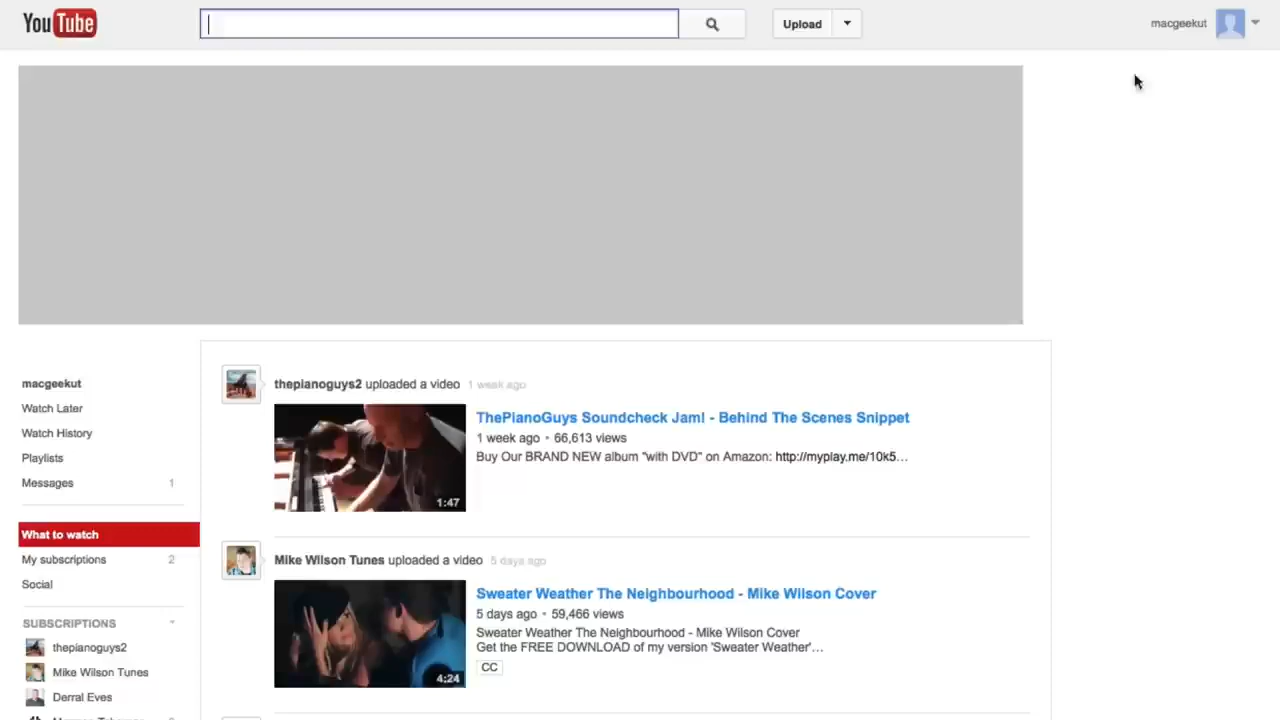 YouTube
Upload
macgeekut
macgeekut
Watch Later
Watch History
Playlists
Messages 1
What to watch
My subscriptions 2
Social
SUBSCRIPTIONS
thepianoguys2
Mike Wilson Tunes
Derral Eves
thepianoguys2 uploaded a video 1 week ago
1:47
ThePianoGuys Soundcheck Jam! - Behind The Scenes Snippet
1 week ago • 66,613 views
Buy Our BRAND NEW album "with DVD" on Amazon: http://myplay.me/10k5...
Mike Wilson Tunes uploaded a video 5 days ago
4:24
Sweater Weather The Neighbourhood - Mike Wilson Cover
5 days ago • 59,466 views
Sweater Weather The Neighbourhood - Mike Wilson Cover
Get the FREE DOWNLOAD of my version 'Sweater Weather'...
CC